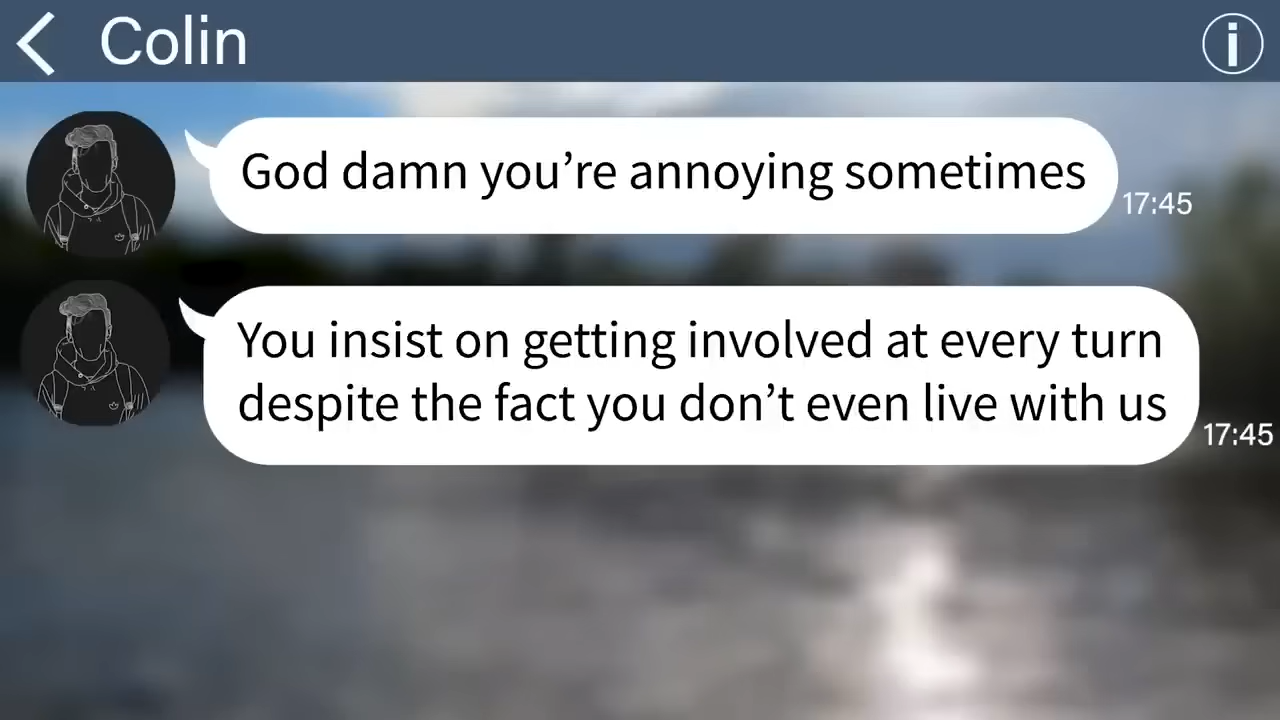 Colin
God damn you’re annoying sometimes
17:45
You insist on getting involved at every turn
despite the fact you don’t even live with us
17:45